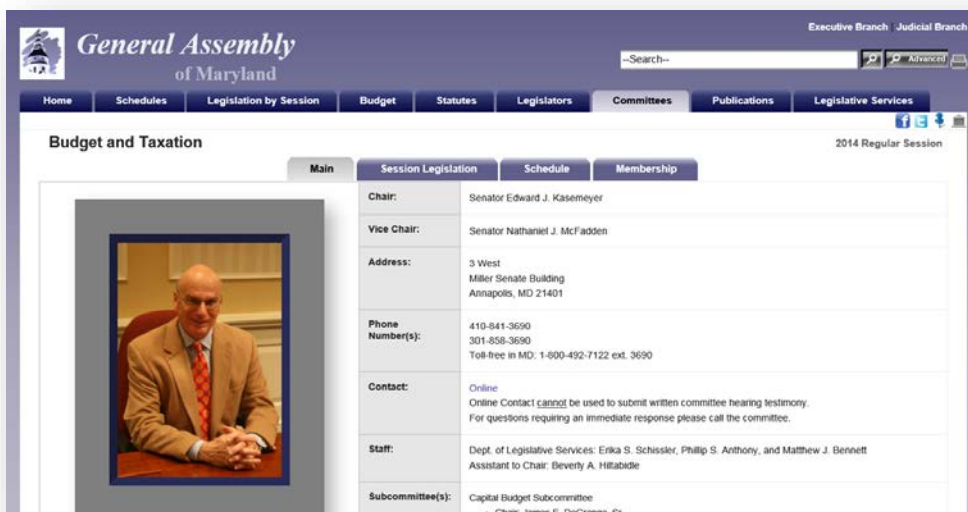 General Assembly
of Maryland
Executive Branch Judicial Branch
--Search--
Advanced
Home Schedules Legislation by Session Budget Statutes Legislators Committees Publications Legislative Services
Budget and Taxation
2014 Regular Session
Main Session Legislation Schedule Membership
Chair: Senator Edward J. Kasemeyer
Vice Chair: Senator Nathaniel J. McFadden
Address: 3 West
Miller Senate Building
Annapolis, MD 21401
Phone Number(s): 410-841-3690
301-858-3690
Toll-free in MD: 1-800-492-7122 ext. 3690
Contact: Online
Online Contact cannot be used to submit written committee hearing testimony.
For questions requiring an immediate response please call the committee.
Staff: Dept. of Legislative Services: Erika S. Schissler, Phillip S. Anthony, and Matthew J. Bennett
Assistant to Chair: Beverly A. Hiltabidle
Subcommittee(s): Capital Budget Subcommittee
Chair James E. DeGrange, Sr.